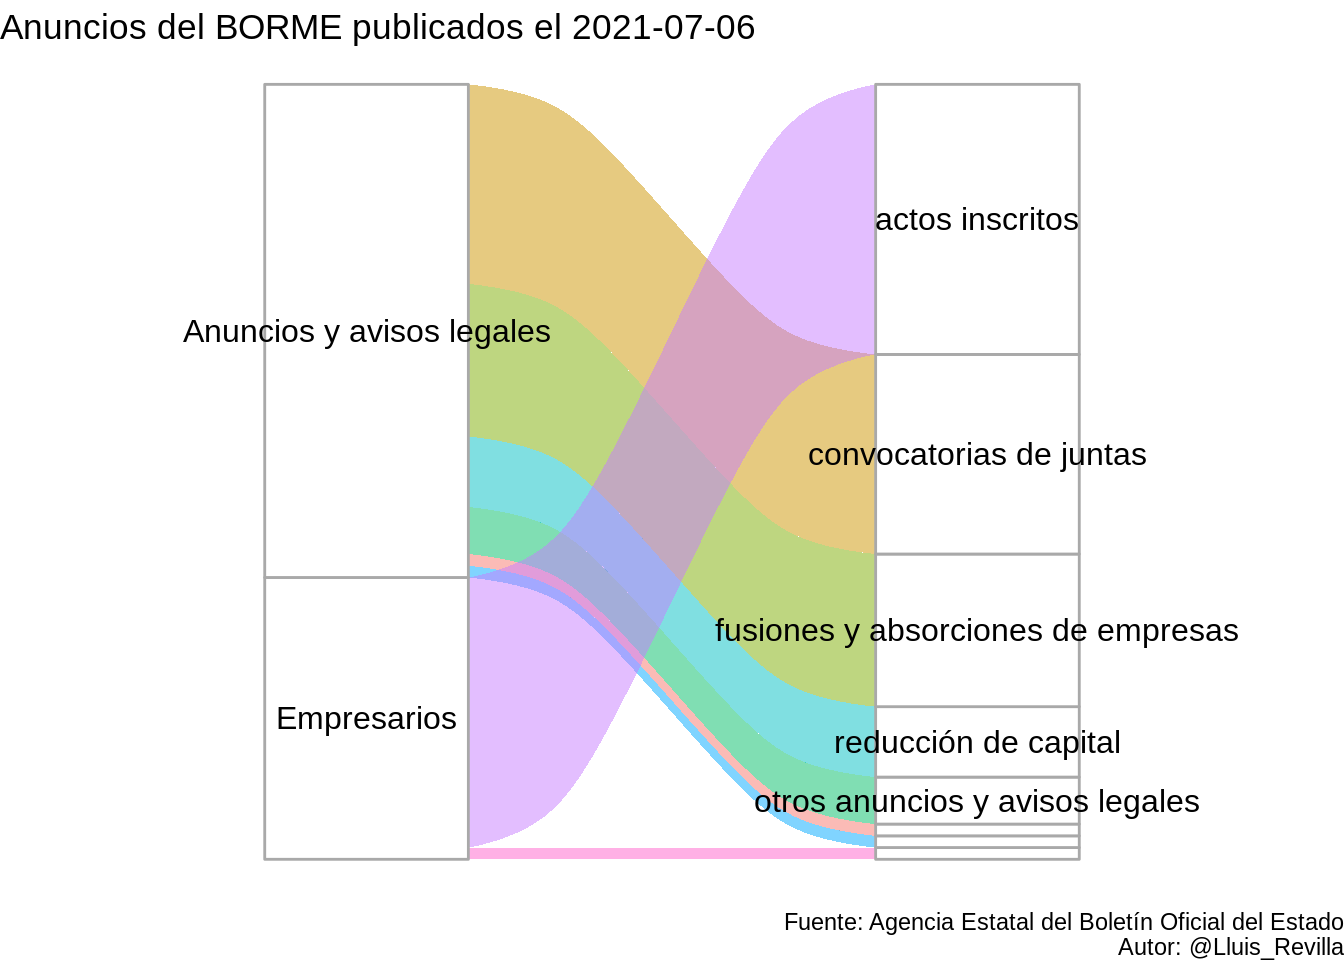 Anuncios del BORME publicados el 2021-07-06
actos inscritos
Anuncios y avisos legales
convocatorias de juntas
fusiones y absorciones de empresas
Empresarios
reducción de capital
otros anuncios y avisos legales
Fuente: Agencia Estatal del Boletín Oficial del Estado
Autor: @Lluis_Revilla